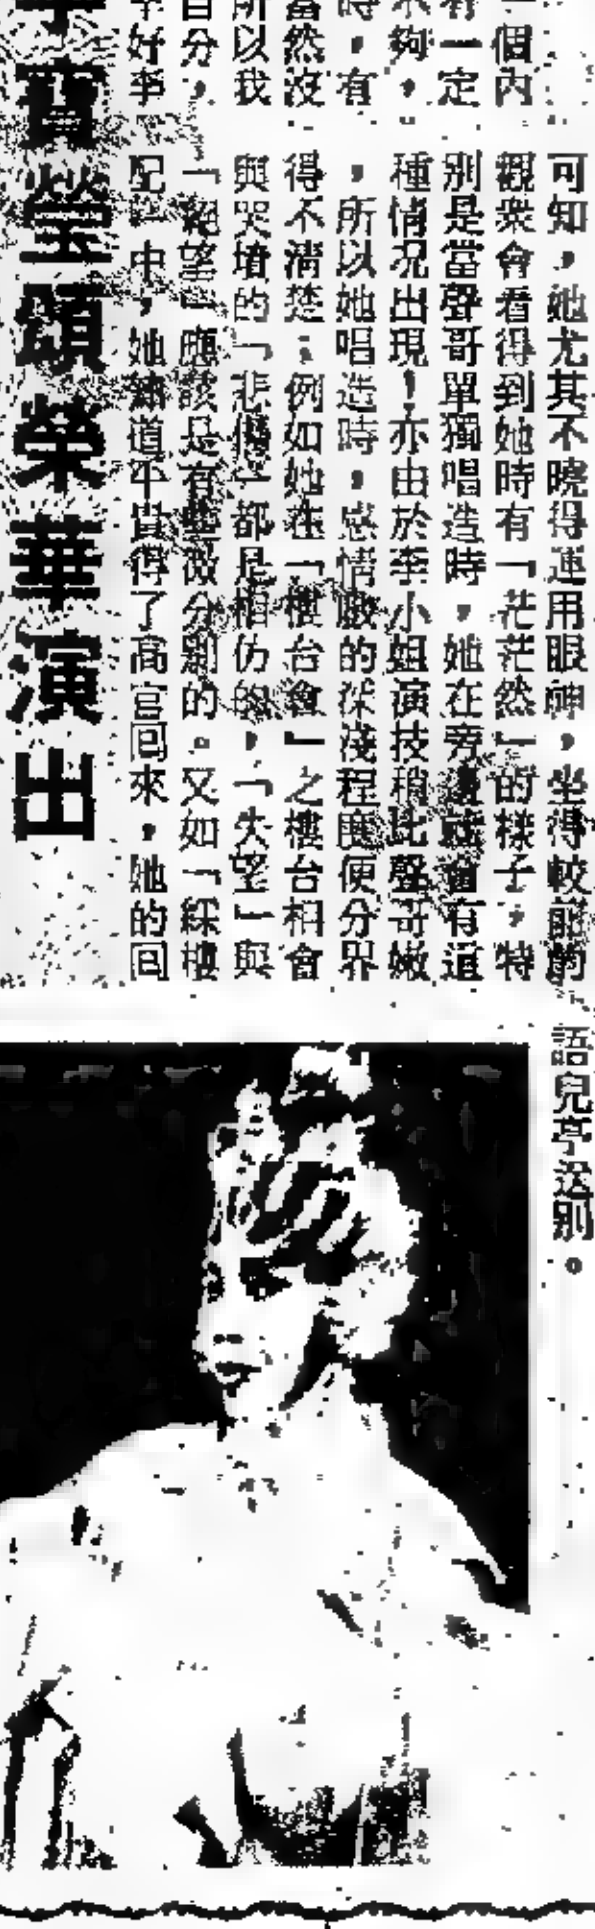 一個內
有一定
不夠，。
時，有
當然沒
所以我
自分，
李好李
可知，她尤其不曉得運用眼神，坐得較前的
觀眾會看得到她時有「茫茫然」的樣子，特
別是當聲哥單獨唱造時，她在旁邊就會有這
種情況出現！亦由於李小姐演技稍比聲哥嫩
，所以她唱造時，感情的深淺程度便分界
得不清楚；例如她在「樓台會」之樓台相會
與哭墳的「悲傷」都是相仿的，「失望」與
「絕望」應該是有些微分別的。又如「綵樓
配」中，她知道平貴得了高官回來，她的回
李寶瑩頌榮華演出
語兒亭送別。